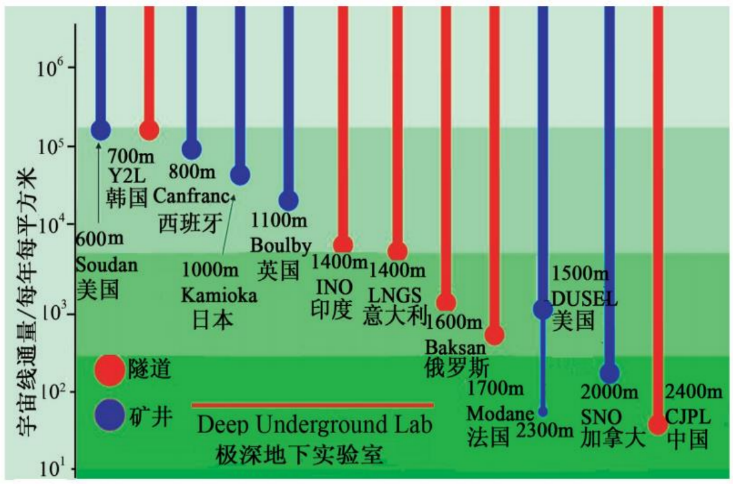 宇宙线通量/每年每平方米
10⁶
10⁵
10⁴
10³
10²
10¹
600m
Soudan
美国
700m
Y2L
韩国
800m
Canfranc
西班牙
1000m
Kamioka
日本
1100m
Boulby
英国
1400m
INO
印度
1400m
LNGS
意大利
1600m
Baksan
俄罗斯
1700m
Modane
法国
1500m
DUSEL
美国
2300m
2000m
SNO
加拿大
2400m
CJPL
中国
隧道
矿井
Deep Underground Lab
极深地下实验室